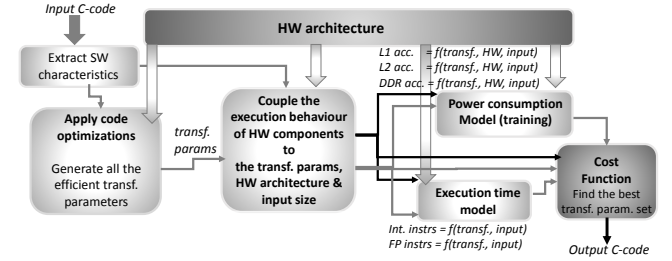 Input C-code
HW architecture
Extract SW
characteristics
L1 acc. = f(transf., HW, input)
L2 acc. = f(transf., HW, input)
DDR acc. = f(transf., HW, input)
Apply code
optimizations
Generate all the
efficient transf.
parameters
transf.
params
Couple the
execution behaviour
of HW components
to
the transf. params,
HW architecture &
input size
Power consumption
Model (training)
Execution time
model
Int. instrs = f(transf., input)
FP instrs = f(transf., input)
Cost
Function
Find the best
transf. param. set
Output C-code